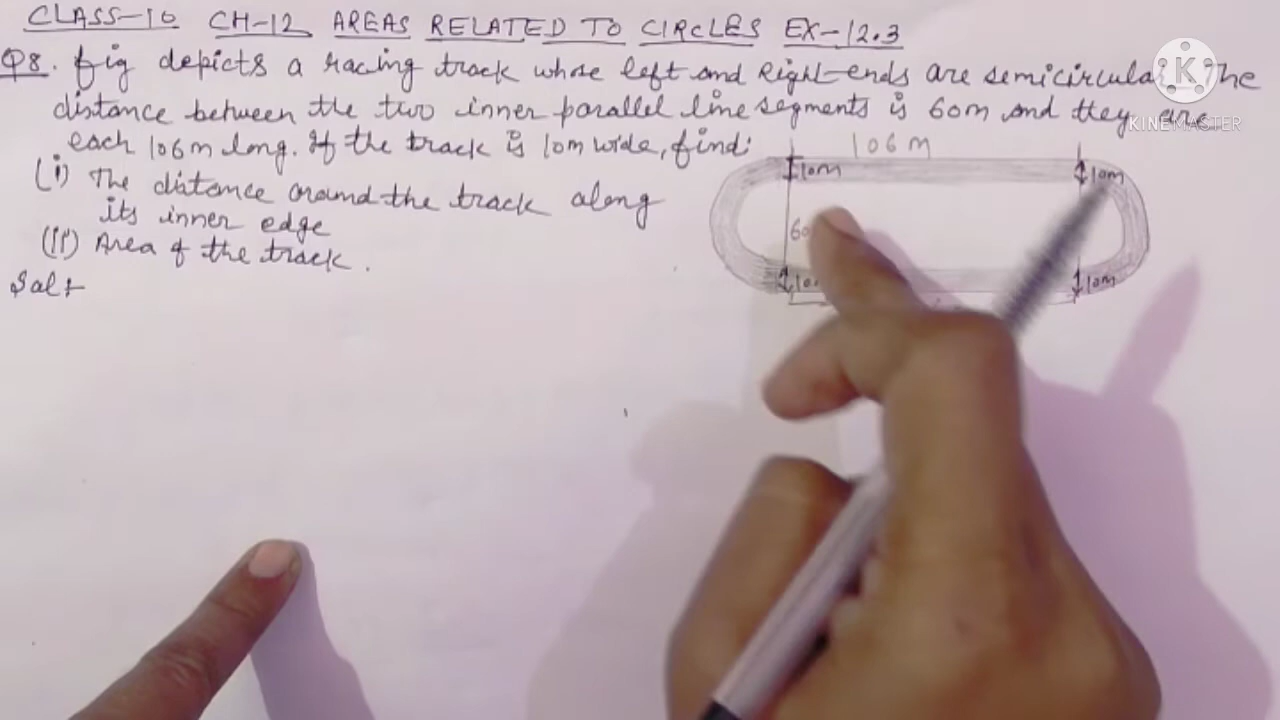 CLASS-10 CH-12 AREAS RELATED TO CIRCLES EX-12.3
Q8. fig depicts a racing track whose left and Right-ends are semicircular. The
distance between the two inner parallel line segments is 60m and they are
each 106m long. If the track is 10m wide, find:
(i) The distance around the track along
its inner edge
(ii) Area of the track.
Sol+
106 m
10m
10m
60
10m
10m
K
KINEMASTER